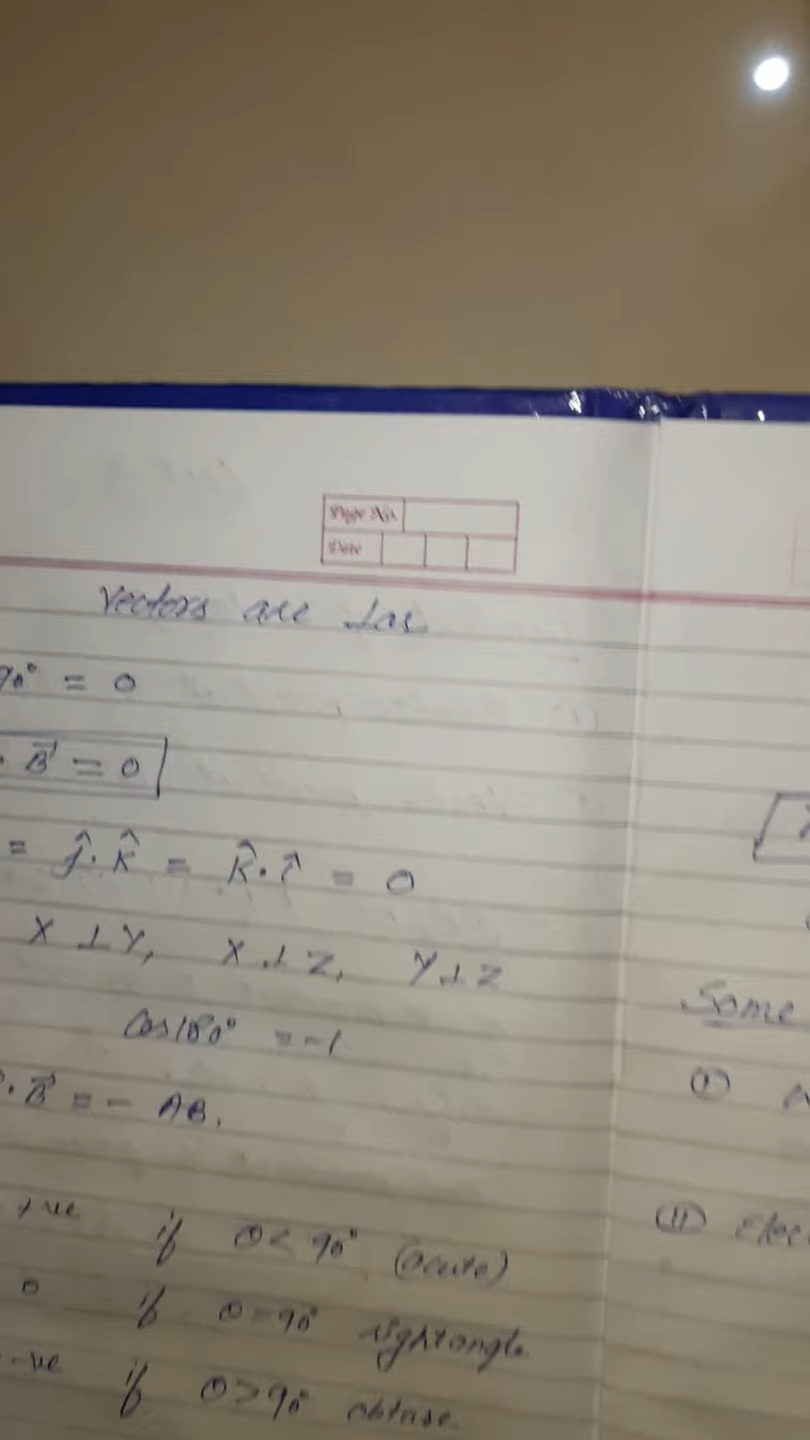 Page No.
Date
Vectors are ⊥ar
90° = 0
. B⃗ = 0
= ĵ.k̂ = k̂.î = 0
X ⊥ Y, X ⊥ Z, Y ⊥ Z
Cos180° = -1
. B⃗ = - AB.
+ve if θ < 90° (acute)
0 if θ = 90° right angle
-ve if θ > 90° obtuse
Some
(I)
(II) Elec